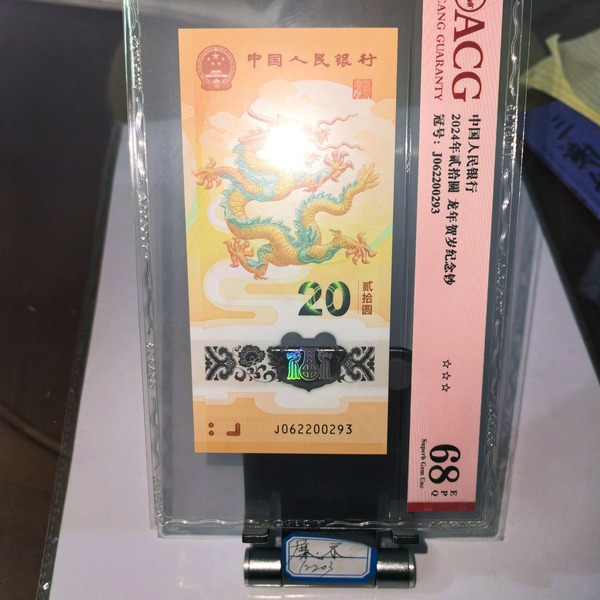 中国人民银行
20
贰拾圆
J062200293
ACG
CANG GUARANTY
中国人民银行
2024年贰拾圆 龙年贺岁纪念钞
冠号：J062200293
☆☆☆
68
EPQ
Superb Gem Unc
1203